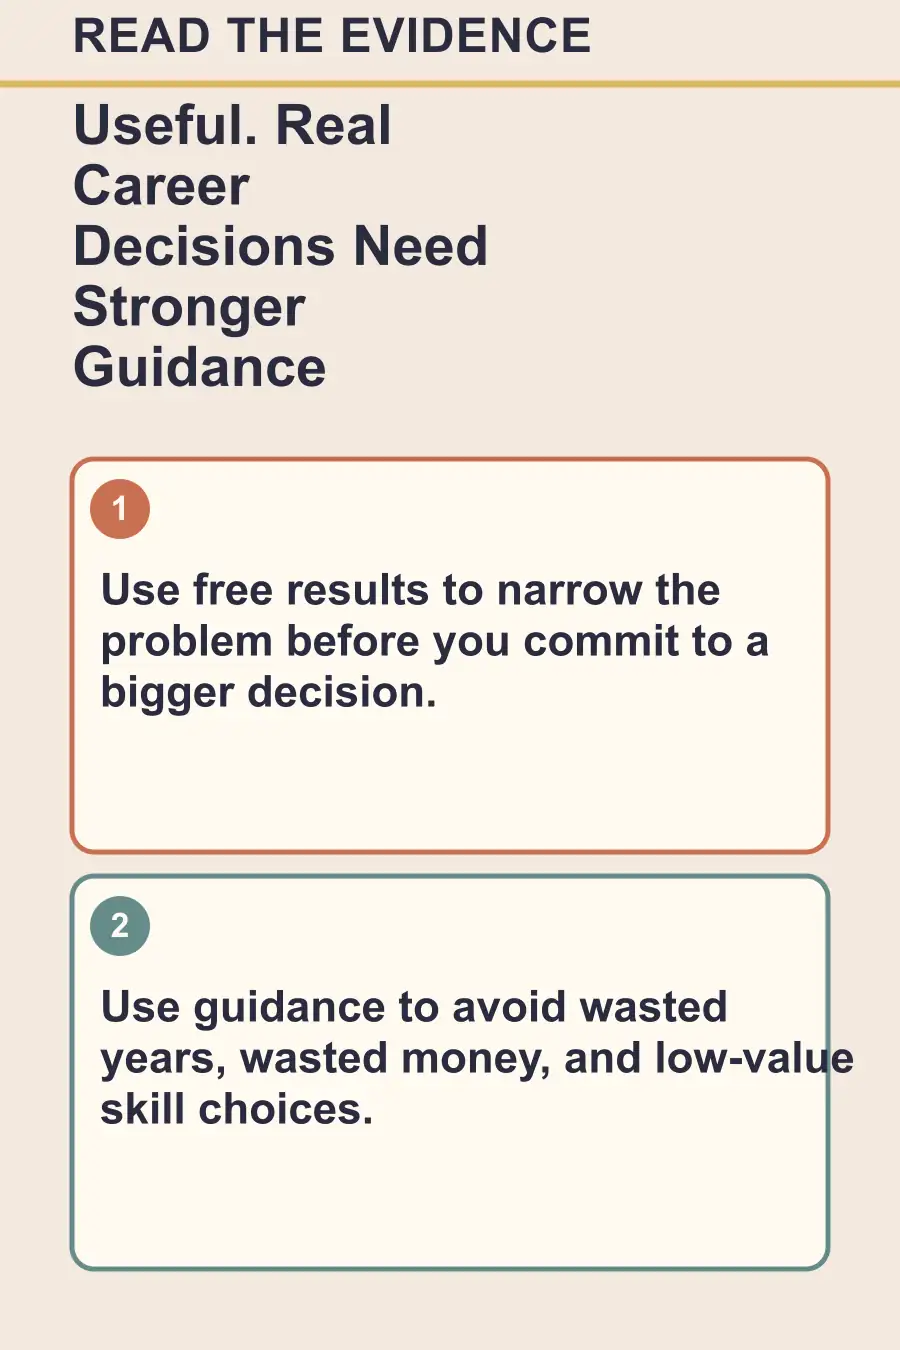 READ THE EVIDENCE
Useful. Real
Career
Decisions Need
Stronger
Guidance
1
Use free results to narrow the
problem before you commit to a
bigger decision.
2
Use guidance to avoid wasted
years, wasted money, and low-value
skill choices.